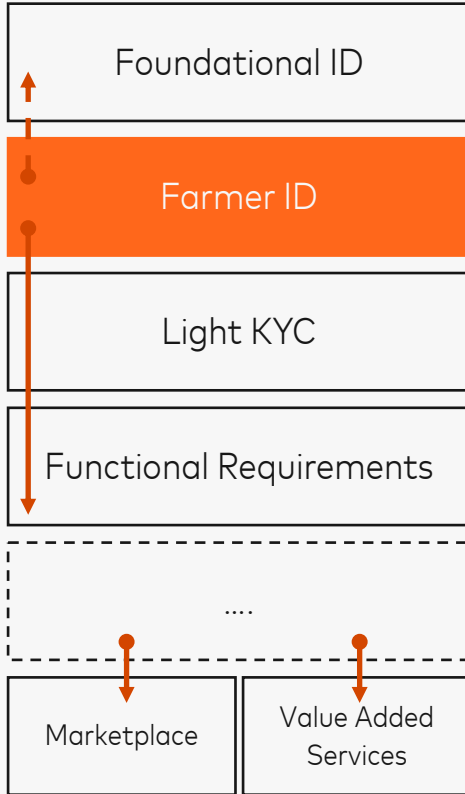 Foundational ID
Farmer ID
Light KYC
Functional Requirements
....
Marketplace
Value Added
Services